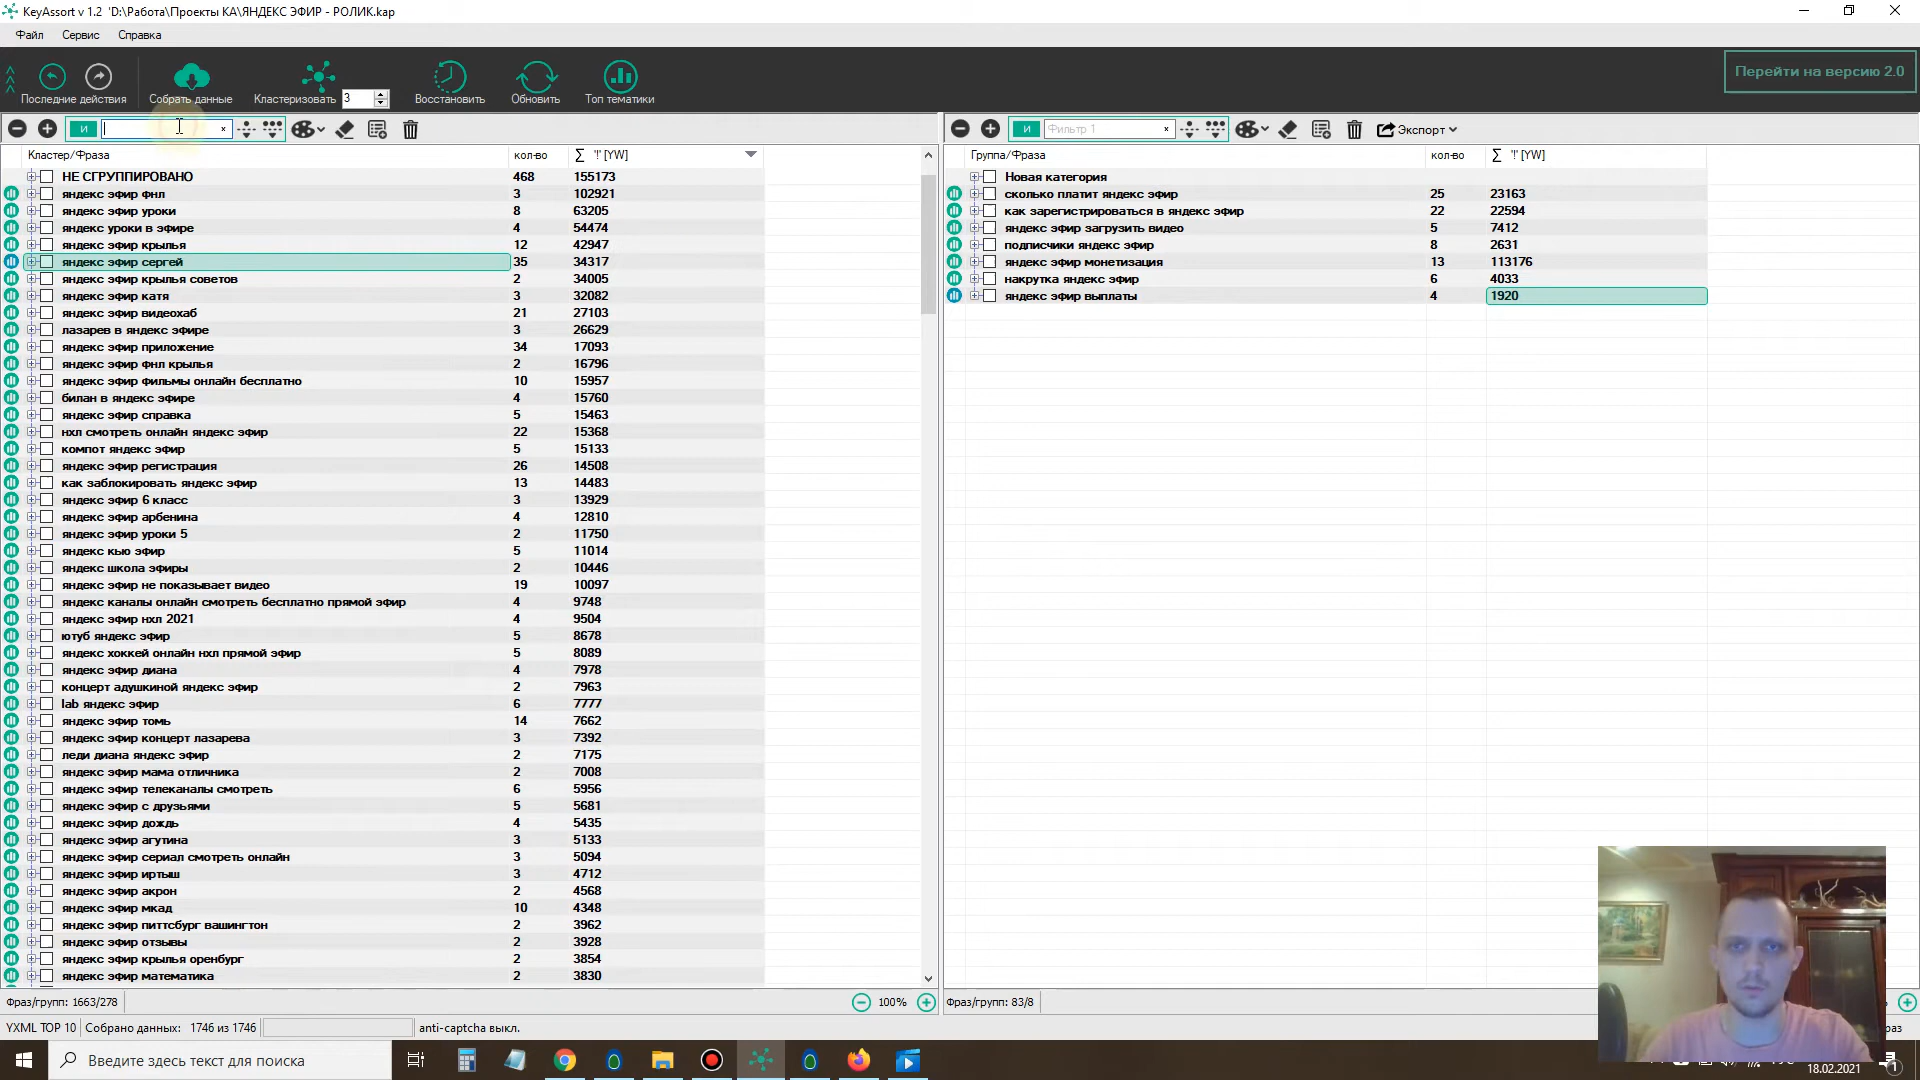 KeyAssort v 1.2 'D:\Работа\Проекты КА\ЯНДЕКС ЭФИР - РОЛИК.kap
Файл Сервис Справка
Последние действия Собрать данные Кластеризовать 3 Восстановить Обновить Топ тематики Перейти на версию 2.0
И × И Фильтр 1 × Экспорт
Кластер/Фраза кол-во Σ "!" [YW]
НЕ СГРУППИРОВАНО 468 155173
яндекс эфир фнл 3 102921
яндекс эфир уроки 8 63205
яндекс уроки в эфире 4 54474
яндекс эфир крылья 12 42947
яндекс эфир сергей 35 34317
яндекс эфир крылья советов 2 34005
яндекс эфир катя 3 32082
яндекс эфир видеохаб 21 27103
лазарев в яндекс эфире 3 26629
яндекс эфир приложение 34 17093
яндекс эфир фнл крылья 2 16796
яндекс эфир фильмы онлайн бесплатно 10 15957
билан в яндекс эфире 4 15760
яндекс эфир справка 5 15463
нхл смотреть онлайн яндекс эфир 22 15368
компот яндекс эфир 5 15133
яндекс эфир регистрация 26 14508
как заблокировать яндекс эфир 13 14483
яндекс эфир 6 класс 3 13929
яндекс эфир арбенина 4 12810
яндекс эфир уроки 5 2 11750
яндекс кью эфир 5 11014
яндекс школа эфиры 2 10446
яндекс эфир не показывает видео 19 10097
яндекс каналы онлайн смотреть бесплатно прямой эфир 4 9748
яндекс эфир нхл 2021 4 9504
ютуб яндекс эфир 5 8678
яндекс хоккей онлайн нхл прямой эфир 5 8089
яндекс эфир диана 4 7978
концерт адушкиной яндекс эфир 2 7963
lab яндекс эфир 6 7777
яндекс эфир томь 14 7662
яндекс эфир концерт лазарева 3 7392
леди диана яндекс эфир 2 7175
яндекс эфир мама отличника 2 7008
яндекс эфир телеканалы смотреть 6 5956
яндекс эфир с друзьями 5 5681
яндекс эфир дождь 4 5435
яндекс эфир агутина 3 5133
яндекс эфир сериал смотреть онлайн 3 5094
яндекс эфир иртыш 3 4712
яндекс эфир акрон 2 4568
яндекс эфир мкад 10 4348
яндекс эфир питтсбург вашингтон 2 3962
яндекс эфир отзывы 2 3928
яндекс эфир крылья оренбург 2 3854
яндекс эфир математика 2 3830
Группа/Фраза кол-во Σ "!" [YW]
Новая категория
сколько платит яндекс эфир 25 23163
как зарегистрироваться в яндекс эфир 22 22594
яндекс эфир загрузить видео 5 7412
подписчики яндекс эфир 8 2631
яндекс эфир монетизация 13 113176
накрутка яндекс эфир 6 4033
яндекс эфир выплаты 4 1920
Фраз/групп: 1663/278 100% Фраз/групп: 83/8
YXML TOP 10 Собрано данных: 1746 из 1746 anti-captcha выкл.
Введите здесь текст для поиска
18.02.2021 1